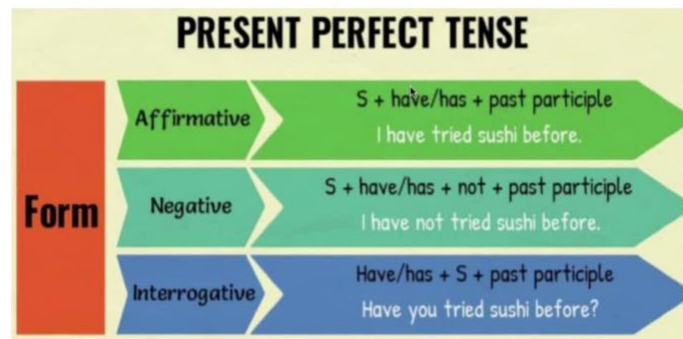 PRESENT PERFECT TENSE
Form
Affirmative
S + have/has + past participle
I have tried sushi before.
Negative
S + have/has + not + past participle
I have not tried sushi before.
Interrogative
Have/has + S + past participle
Have you tried sushi before?